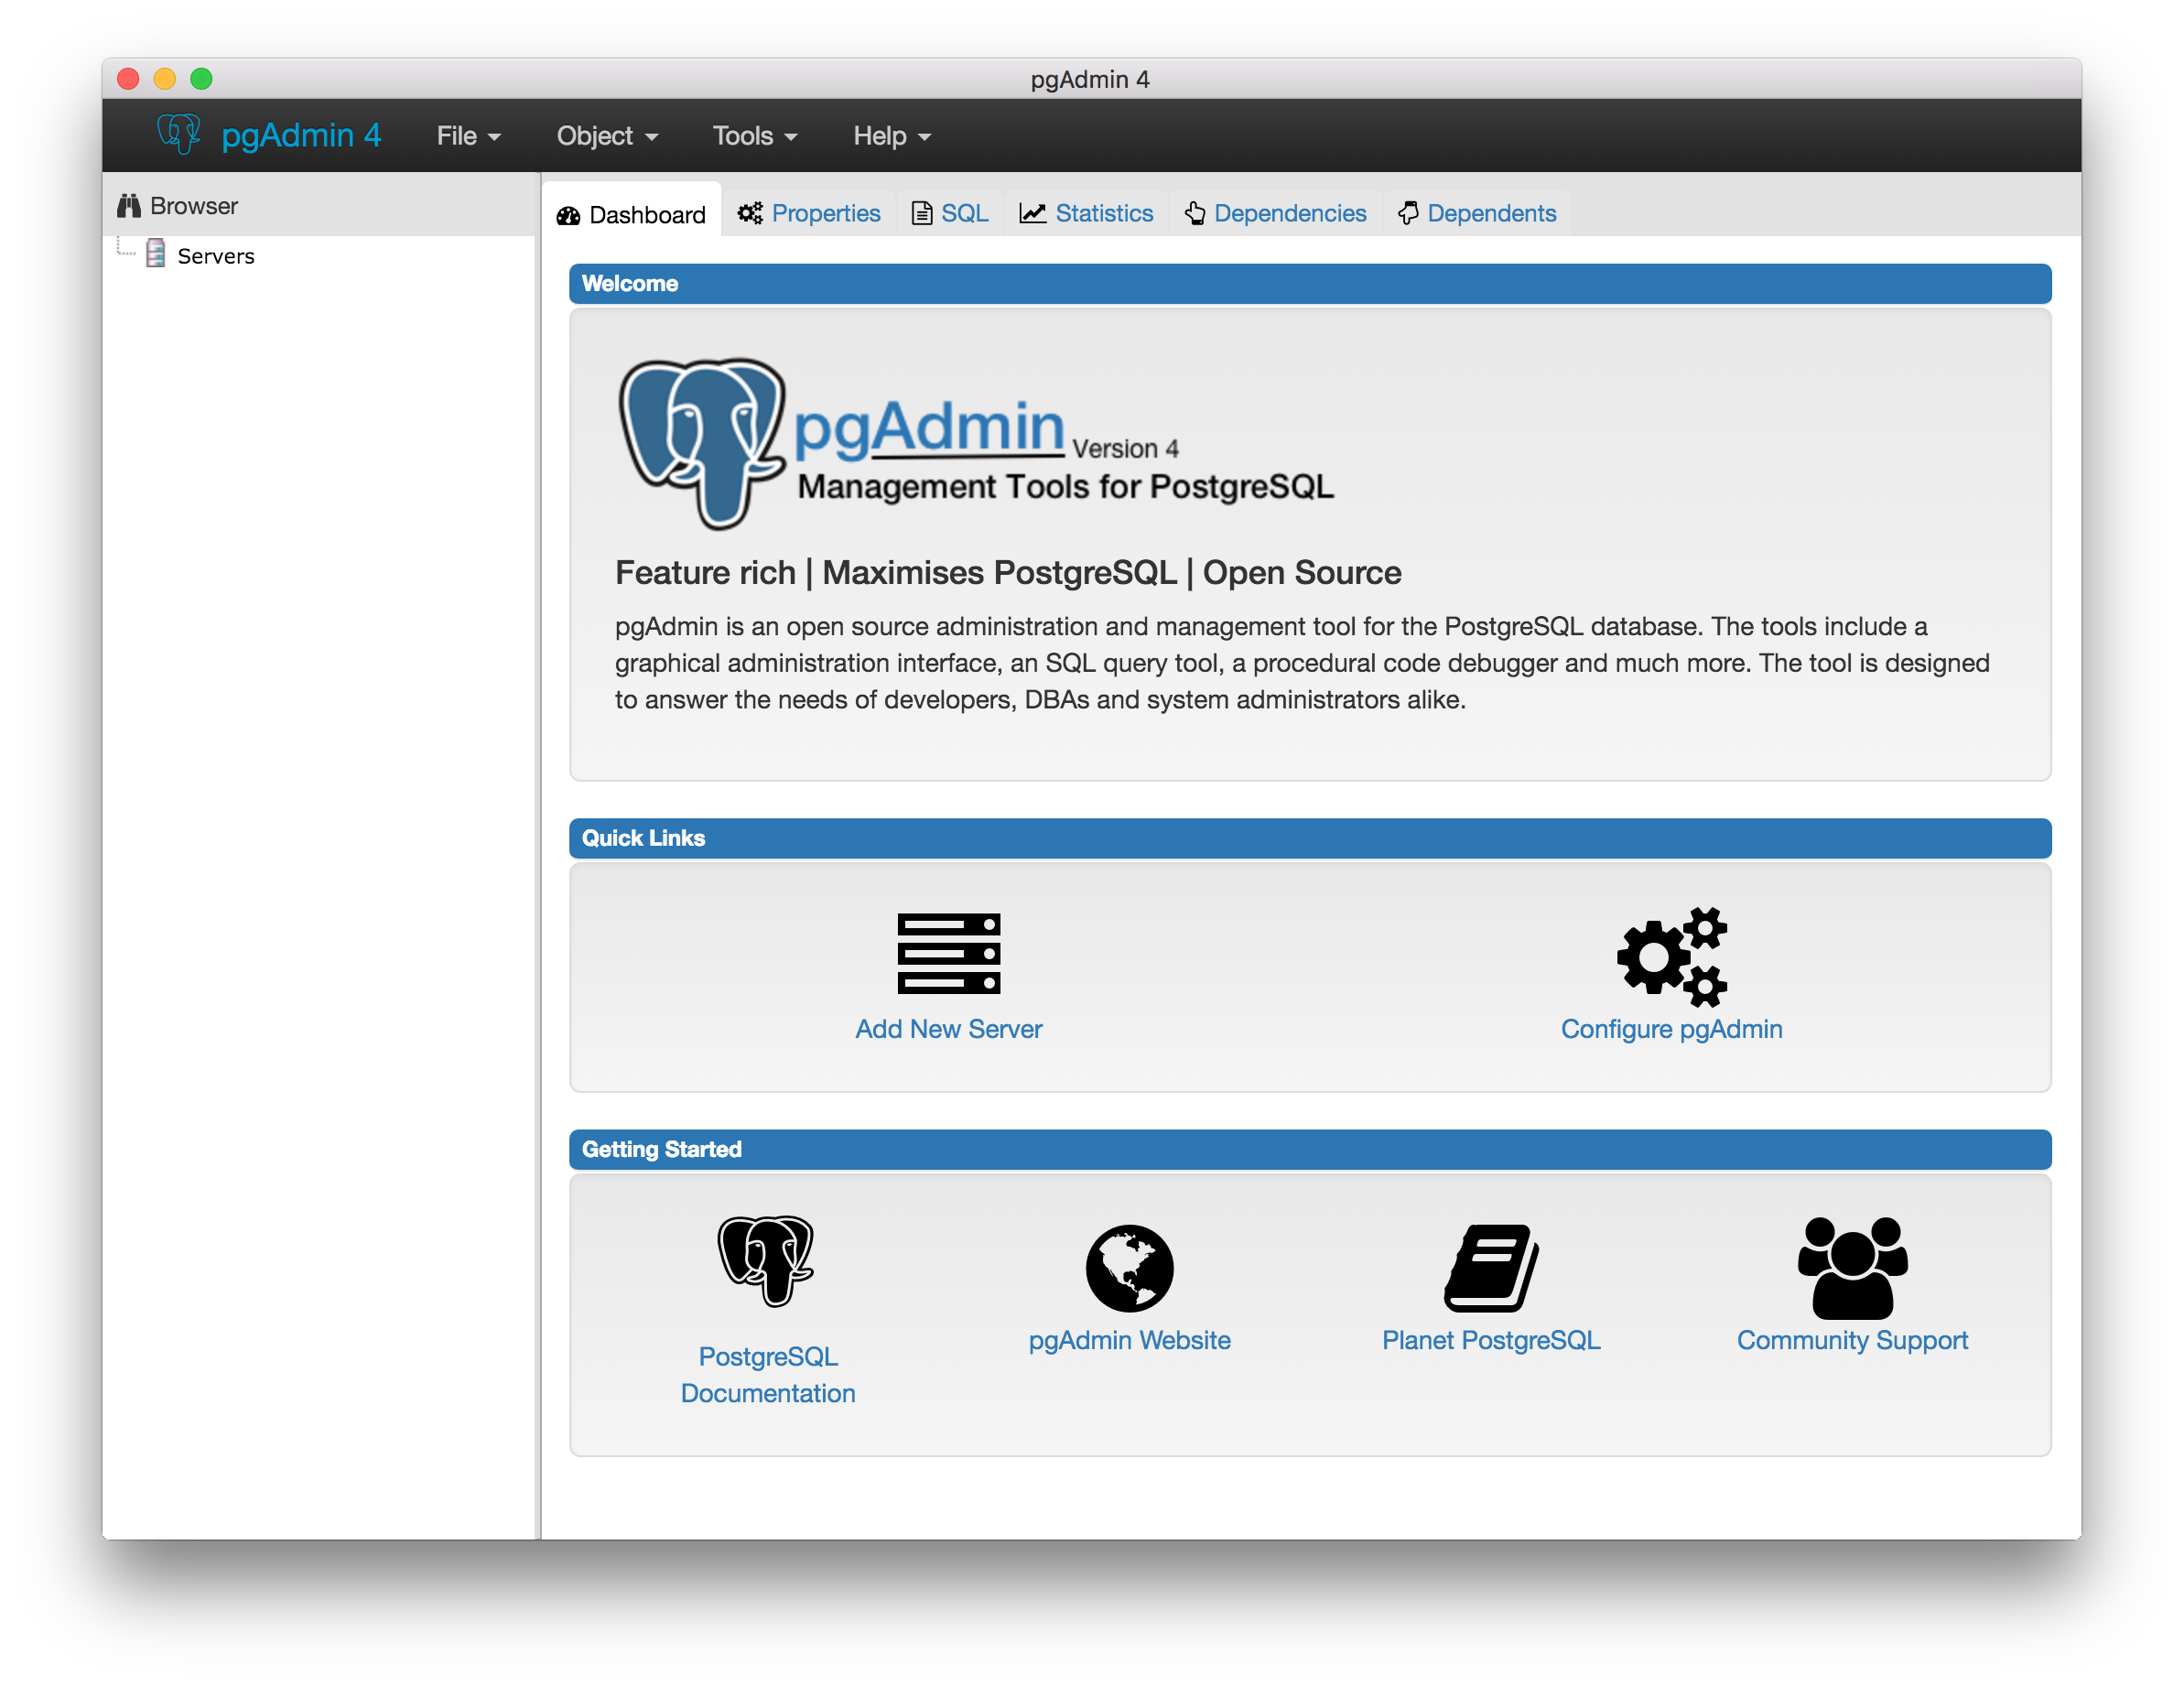 pgAdmin 4
pgAdmin 4 File Object Tools Help
Browser
Servers
Dashboard Properties SQL Statistics Dependencies Dependents
Welcome
pgAdmin Version 4
Management Tools for PostgreSQL
Feature rich | Maximises PostgreSQL | Open Source
pgAdmin is an open source administration and management tool for the PostgreSQL database. The tools include a
graphical administration interface, an SQL query tool, a procedural code debugger and much more. The tool is designed
to answer the needs of developers, DBAs and system administrators alike.
Quick Links
Add New Server
Configure pgAdmin
Getting Started
PostgreSQL
Documentation
pgAdmin Website
Planet PostgreSQL
Community Support